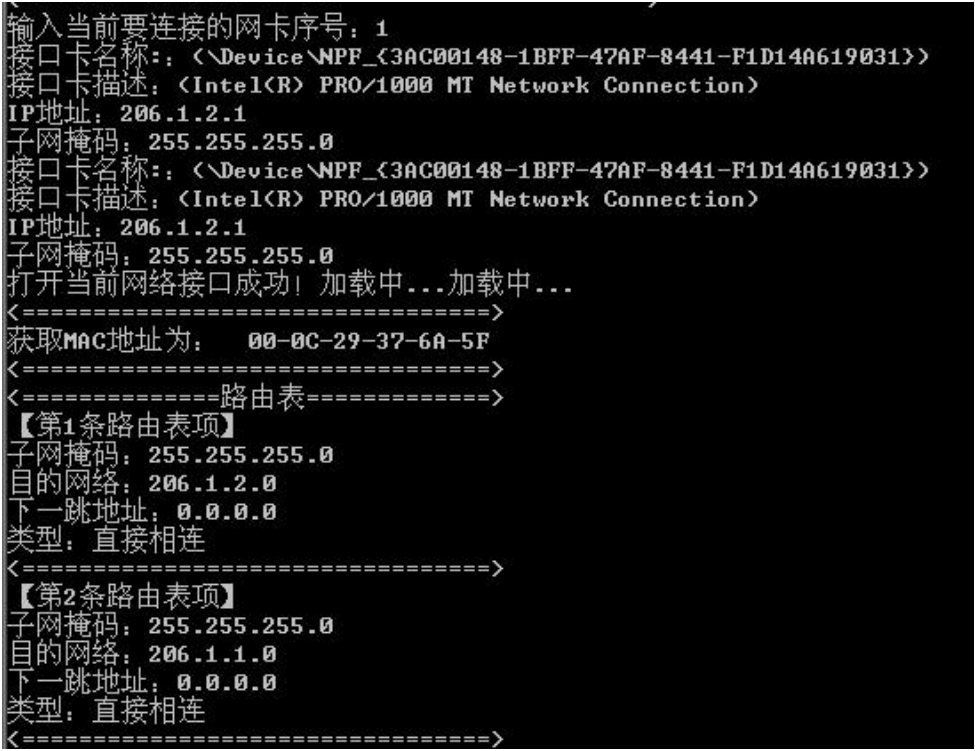 输入当前要连接的网卡序号：1
接口卡名称:：(\Device\NPF_{3AC00148-1BFF-47AF-8441-F1D14A619031})
接口卡描述：(Intel(R) PRO/1000 MT Network Connection)
IP地址：206.1.2.1
子网掩码：255.255.255.0
接口卡名称:：(\Device\NPF_{3AC00148-1BFF-47AF-8441-F1D14A619031})
接口卡描述：(Intel(R) PRO/1000 MT Network Connection)
IP地址：206.1.2.1
子网掩码：255.255.255.0
打开当前网络接口成功！加载中...加载中...
<=================================>
获取MAC地址为：  00-0C-29-37-6A-5F
<=================================>
<==============路由表=============>
【第1条路由表项】
子网掩码：255.255.255.0
目的网络：206.1.2.0
下一跳地址：0.0.0.0
类型：直接相连
<=================================>
【第2条路由表项】
子网掩码：255.255.255.0
目的网络：206.1.1.0
下一跳地址：0.0.0.0
类型：直接相连
<=================================>